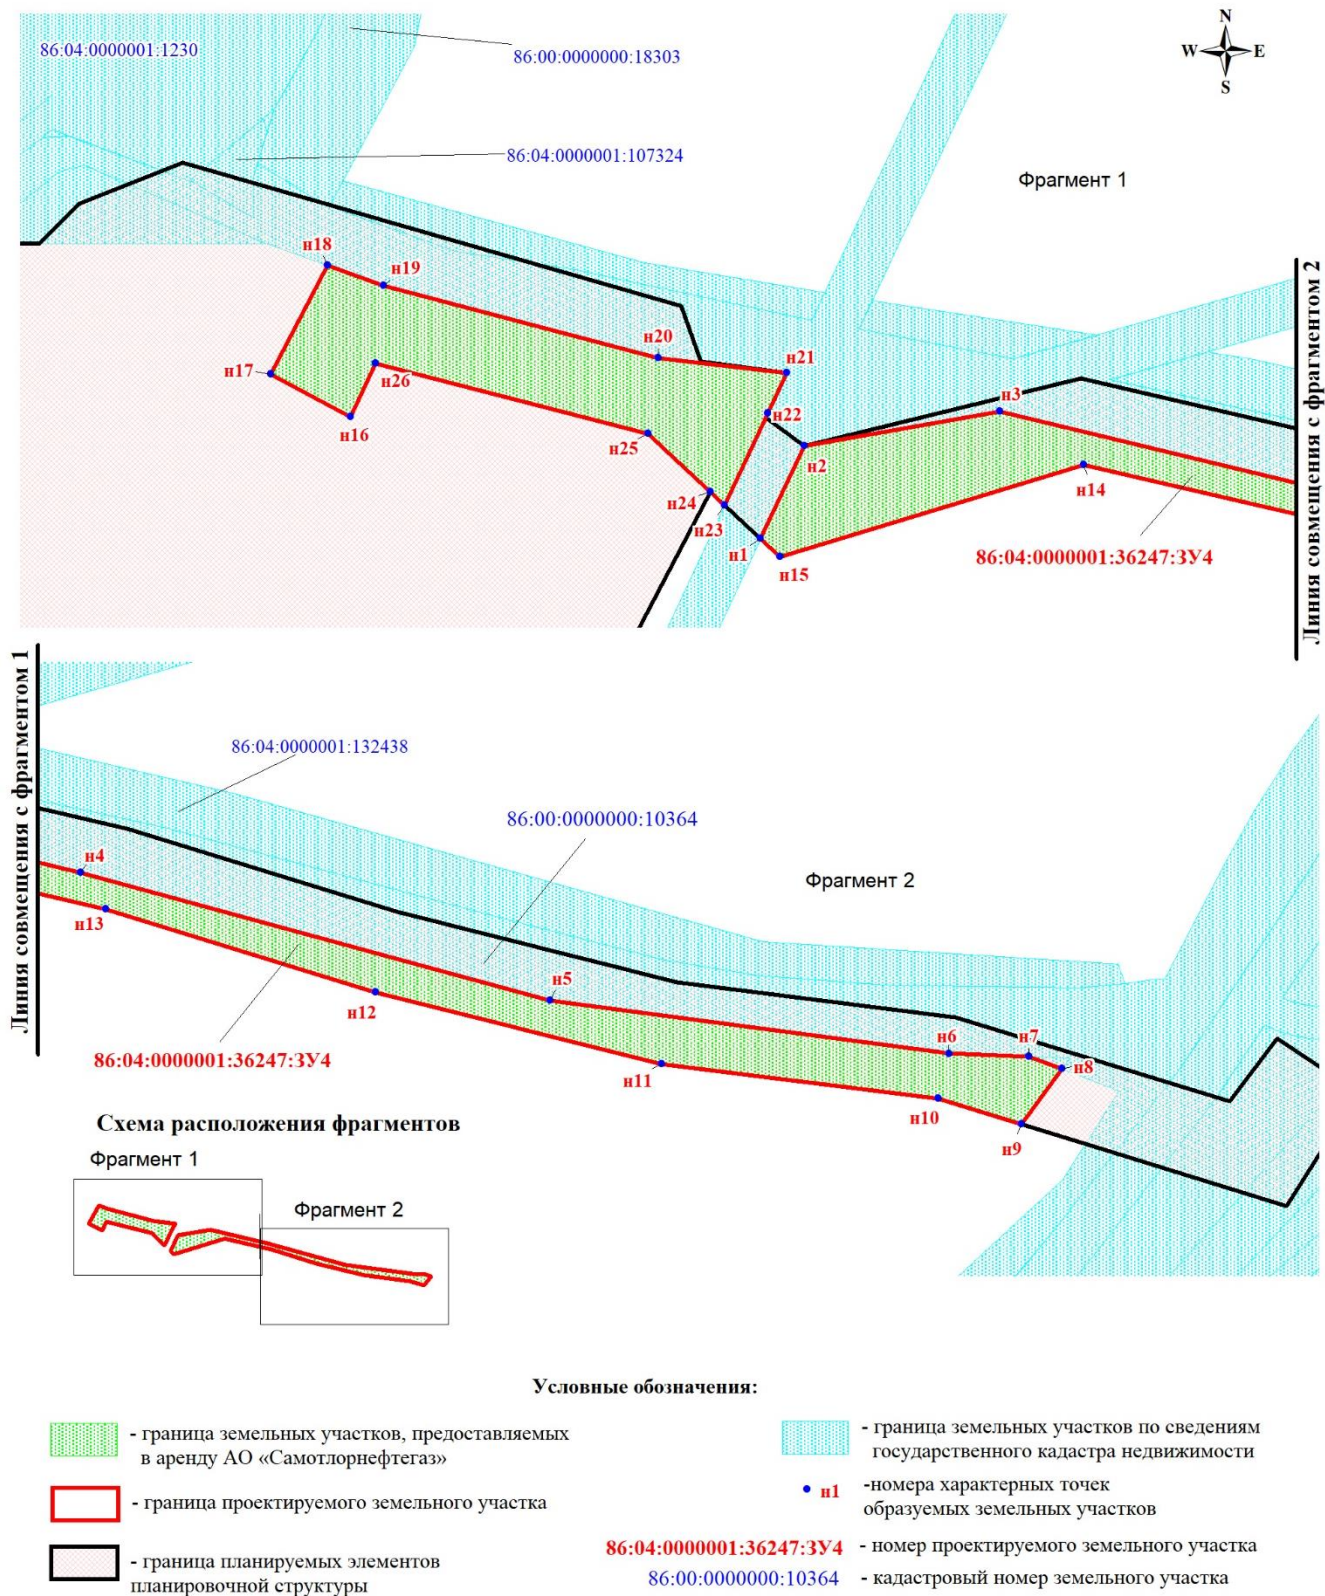 N
W E
S
86:04:0000001:1230
86:00:0000000:18303
86:04:0000001:107324
Фрагмент 1
н18
н19
н20
н21
н17
н26
н22
н3
н16
н25
н2
н14
н24
н23
н1
н15
86:04:0000001:36247:ЗУ4
Линия совмещения с фрагментом 2
Линия совмещения с фрагментом 1
86:04:0000001:132438
86:00:0000000:10364
Фрагмент 2
н4
н13
н5
н12
н6
н7
н8
н11
н10
н9
86:04:0000001:36247:ЗУ4
Схема расположения фрагментов
Фрагмент 1
Фрагмент 2
Условные обозначения:
- граница земельных участков, предоставляемых
в аренду АО «Самотлорнефтегаз»
- граница проектируемого земельного участка
- граница планируемых элементов
планировочной структуры
- граница земельных участков по сведениям
государственного кадастра недвижимости
н1 -номера характерных точек
образуемых земельных участков
86:04:0000001:36247:ЗУ4 - номер проектируемого земельного участка
86:00:0000000:10364 - кадастровый номер земельного участка